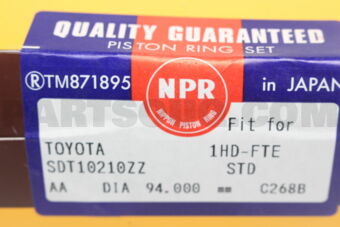 QUALITY GUARANTEED
PISTON RING SET
®TM871895
NPR
NIPPON PISTON RING
in JAPAN
Fit for
TOYOTA 1HD-FTE
SDT10210ZZ STD
AA DIA 94.000 mm C268B